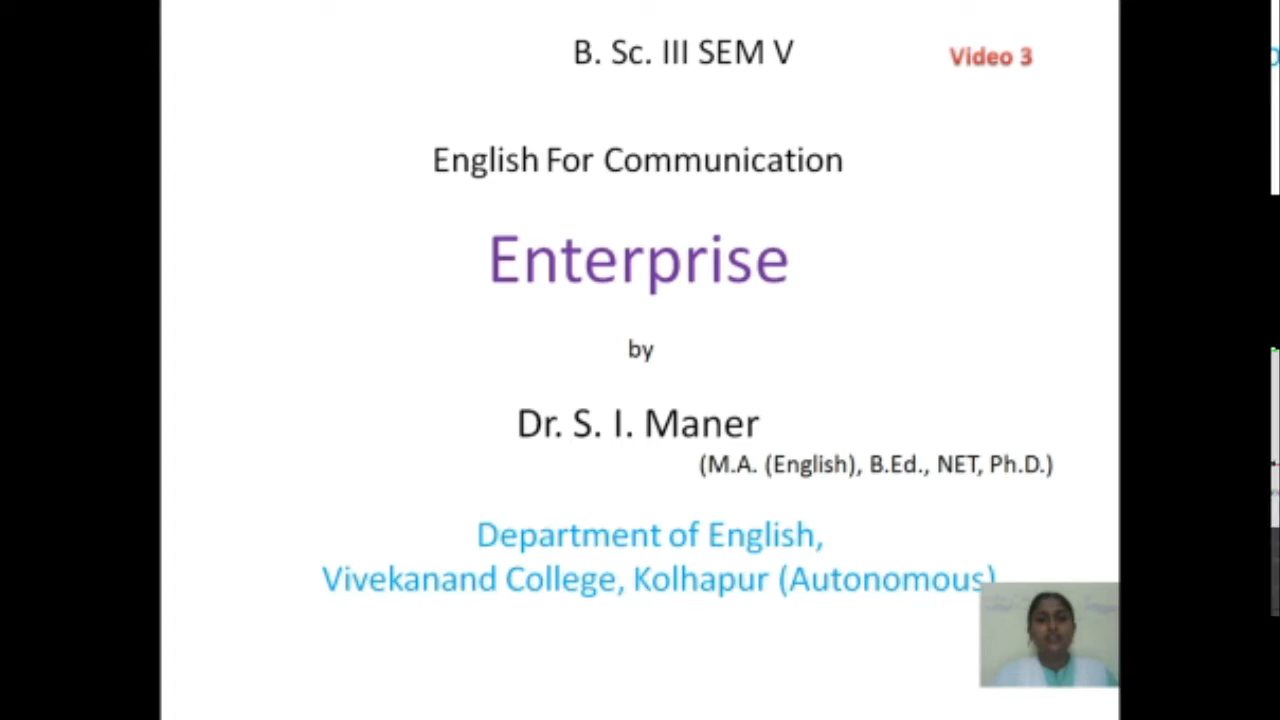 B. Sc. III SEM V
Video 3
English For Communication
Enterprise
by
Dr. S. I. Maner
(M.A. (English), B.Ed., NET, Ph.D.)
Department of English,
Vivekanand College, Kolhapur (Autonomous)